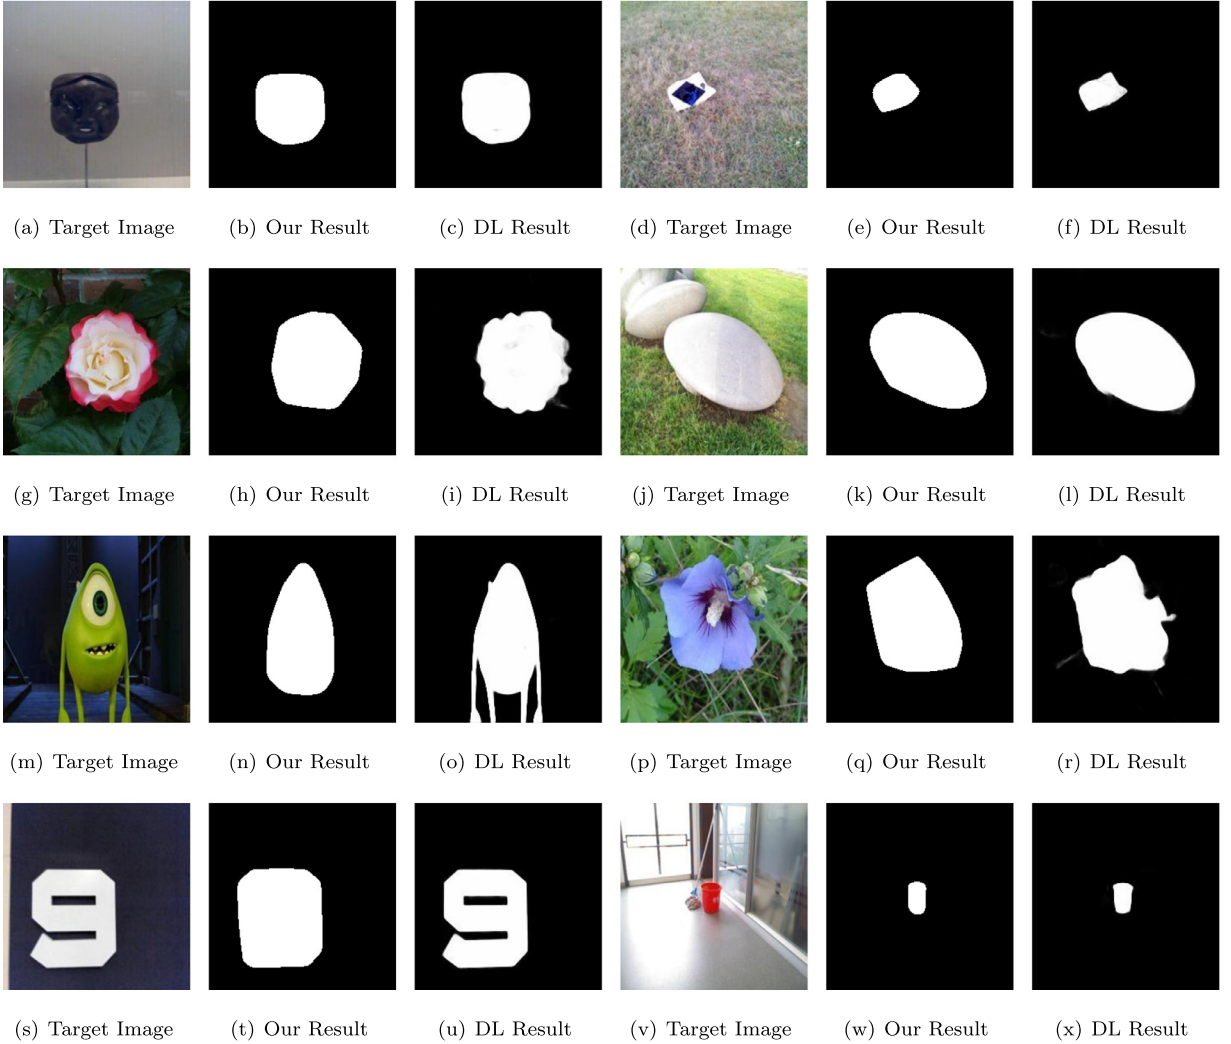 (a) Target Image (b) Our Result (c) DL Result (d) Target Image (e) Our Result (f) DL Result
(g) Target Image (h) Our Result (i) DL Result (j) Target Image (k) Our Result (l) DL Result
(m) Target Image (n) Our Result (o) DL Result (p) Target Image (q) Our Result (r) DL Result
9
(s) Target Image (t) Our Result (u) DL Result (v) Target Image (w) Our Result (x) DL Result